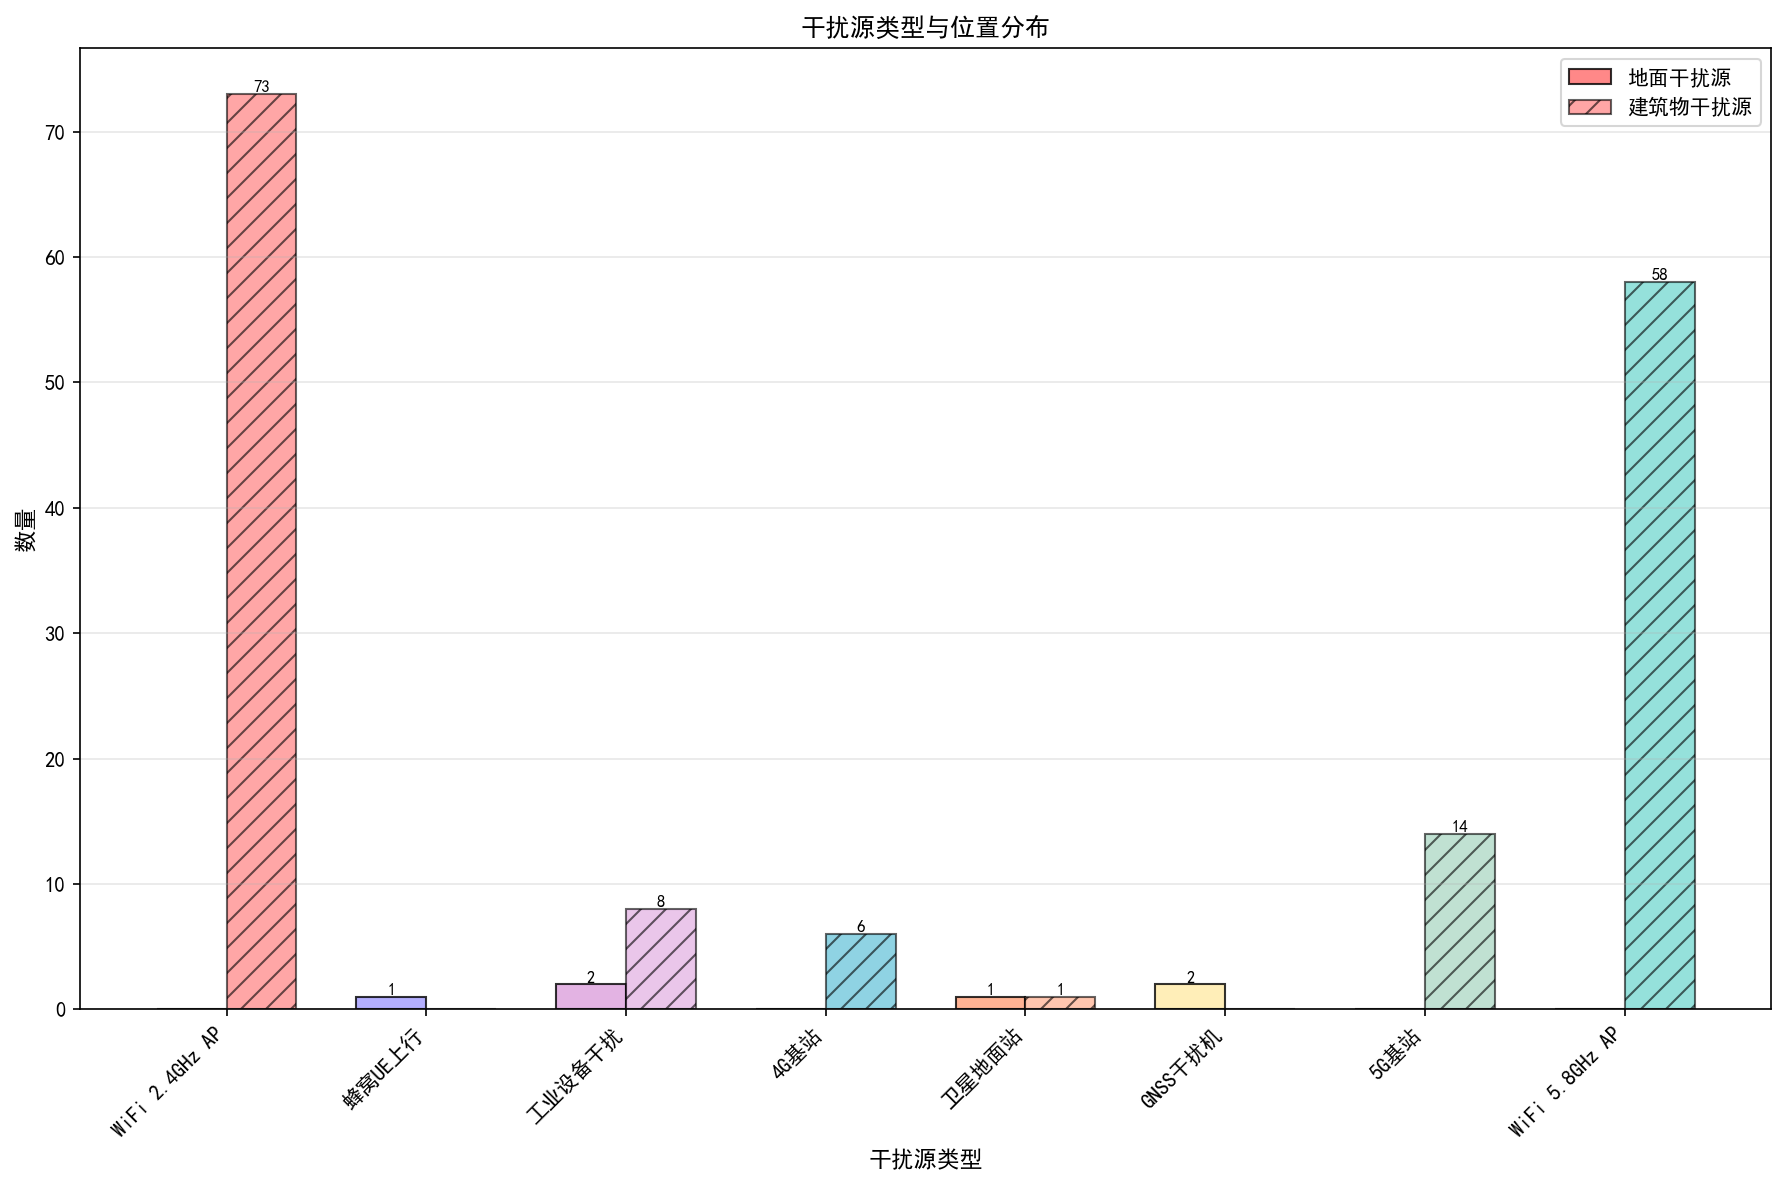 干扰源类型与位置分布
地面干扰源
建筑物干扰源
数量
70
60
50
40
30
20
10
0
73
1
2
8
6
1
1
2
14
58
WiFi 2.4GHz AP
蜂窝UE上行
工业设备干扰
4G基站
卫星地面站
GNSS干扰机
5G基站
WiFi 5.8GHz AP
干扰源类型